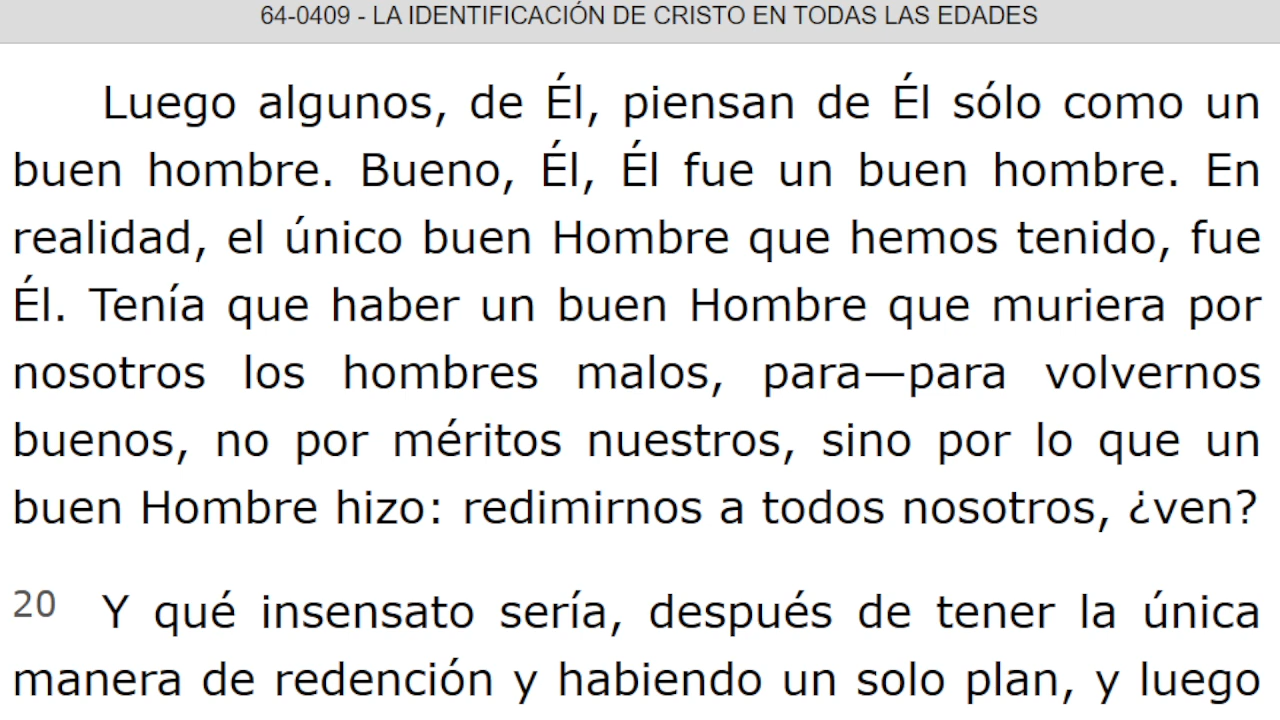 64-0409 - LA IDENTIFICACIÓN DE CRISTO EN TODAS LAS EDADES
Luego algunos, de Él, piensan de Él sólo como un
buen hombre. Bueno, Él, Él fue un buen hombre. En
realidad, el único buen Hombre que hemos tenido, fue
Él. Tenía que haber un buen Hombre que muriera por
nosotros los hombres malos, para—para volvernos
buenos, no por méritos nuestros, sino por lo que un
buen Hombre hizo: redimirnos a todos nosotros, ¿ven?
20 Y qué insensato sería, después de tener la única
manera de redención y habiendo un solo plan, y luego